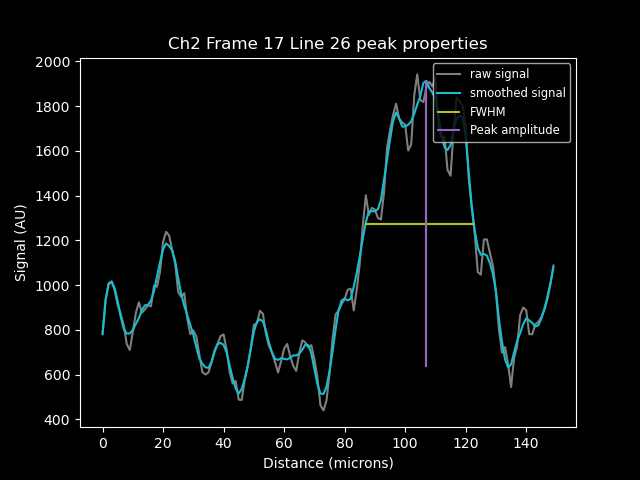 Ch2 Frame 17 Line 26 peak properties
raw signal
smoothed signal
FWHM
Peak amplitude
Signal (AU)
2000
1800
1600
1400
1200
1000
800
600
400
0 20 40 60 80 100 120 140
Distance (microns)